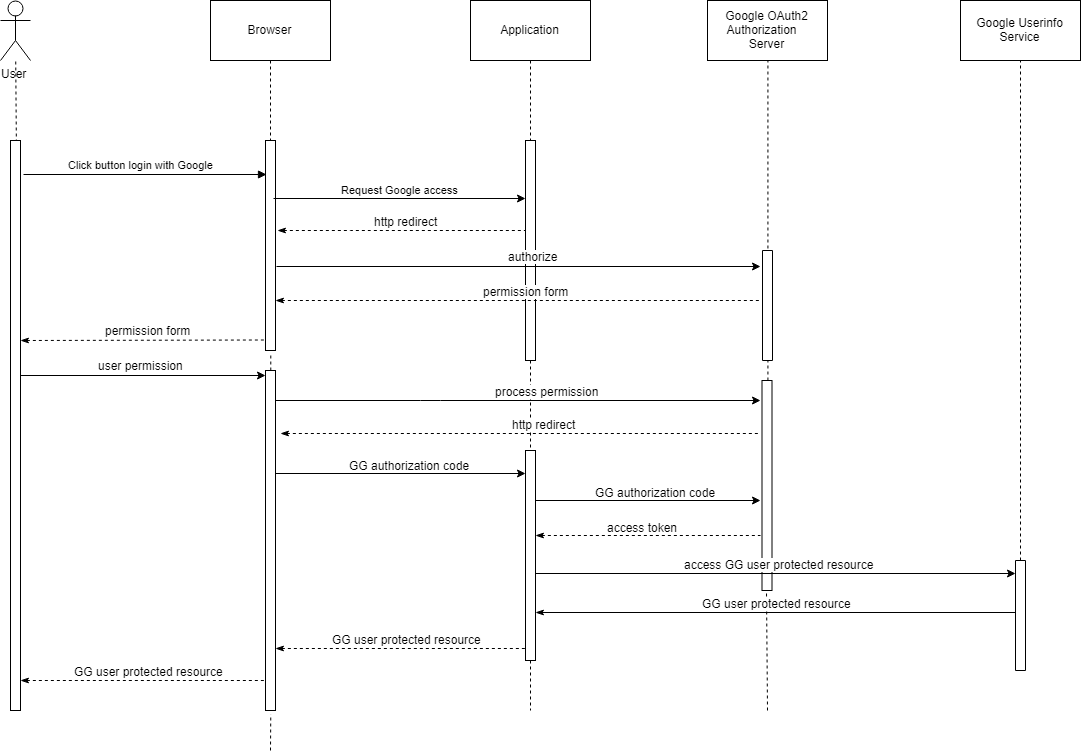 User
Browser
Application
Google OAuth2
Authorization
Server
Google Userinfo
Service
Click button login with Google
Request Google access
http redirect
authorize
permission form
permission form
user permission
process permission
http redirect
GG authorization code
GG authorization code
access token
access GG user protected resource
GG user protected resource
GG user protected resource
GG user protected resource